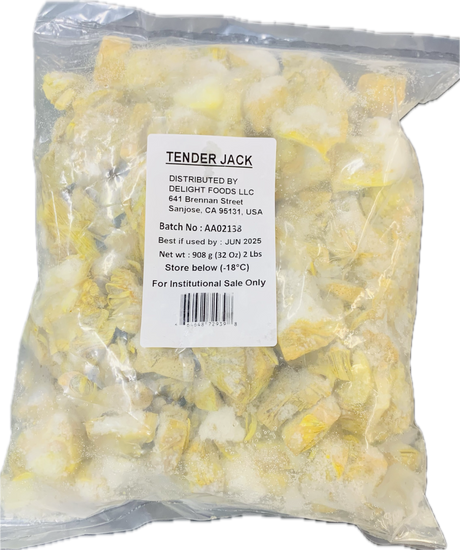 TENDER JACK
DISTRIBUTED BY
DELIGHT FOODS LLC
641 Brennan Street
Sanjose, CA 95131, USA
Batch No : AA02138
Best if used by : JUN 2025
Net wt : 908 g (32 Oz) 2 Lbs
Store below (-18°C)
For Institutional Sale Only